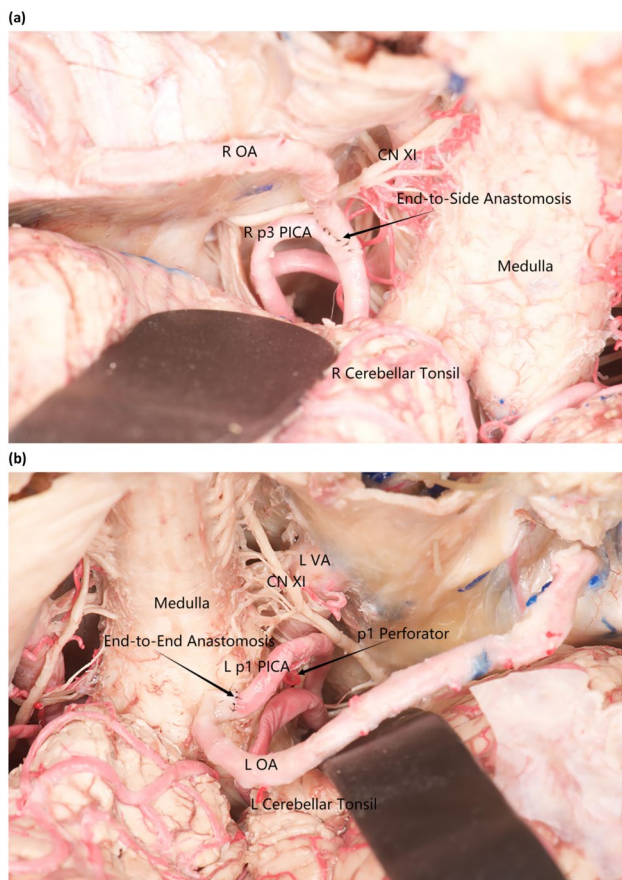 (a)
R OA
CN XI
End-to-Side Anastomosis
R p3 PICA
Medulla
R Cerebellar Tonsil
(b)
L VA
CN XI
Medulla
p1 Perforator
End-to-End Anastomosis
L p1 PICA
L OA
L Cerebellar Tonsil